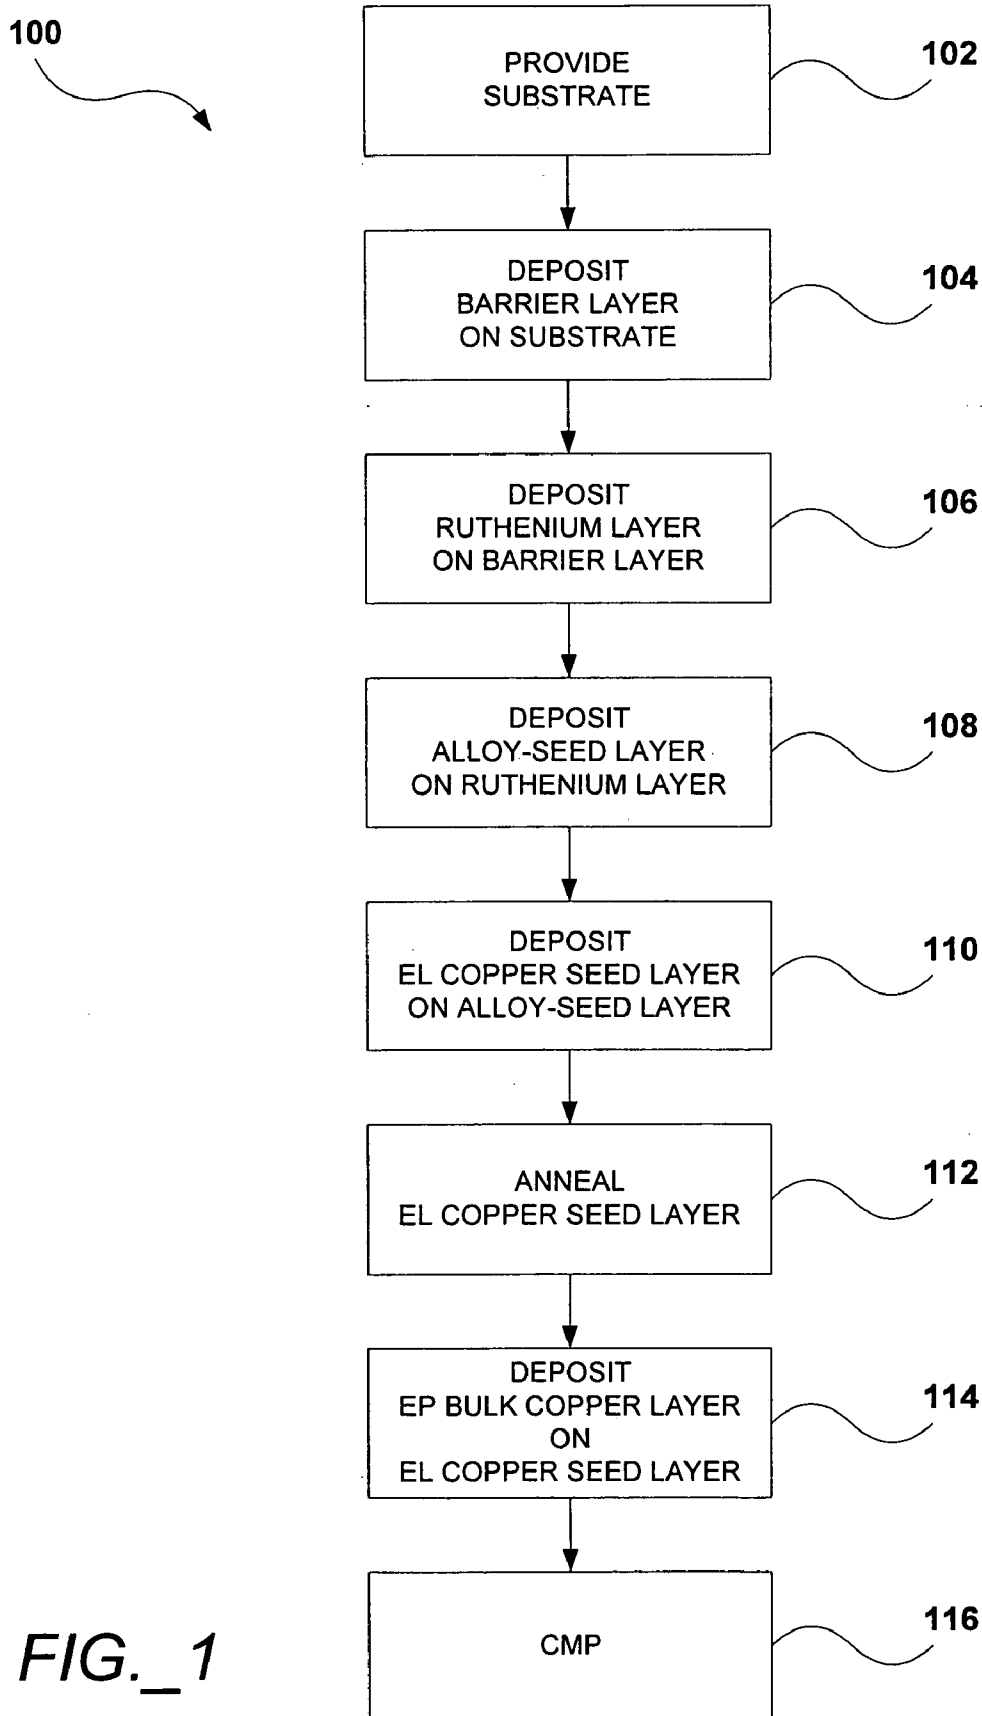 100
PROVIDE
SUBSTRATE
102
DEPOSIT
BARRIER LAYER
ON SUBSTRATE
104
DEPOSIT
RUTHENIUM LAYER
ON BARRIER LAYER
106
DEPOSIT
ALLOY-SEED LAYER
ON RUTHENIUM LAYER
108
DEPOSIT
EL COPPER SEED LAYER
ON ALLOY-SEED LAYER
110
ANNEAL
EL COPPER SEED LAYER
112
DEPOSIT
EP BULK COPPER LAYER
ON
EL COPPER SEED LAYER
114
CMP
116
FIG._1